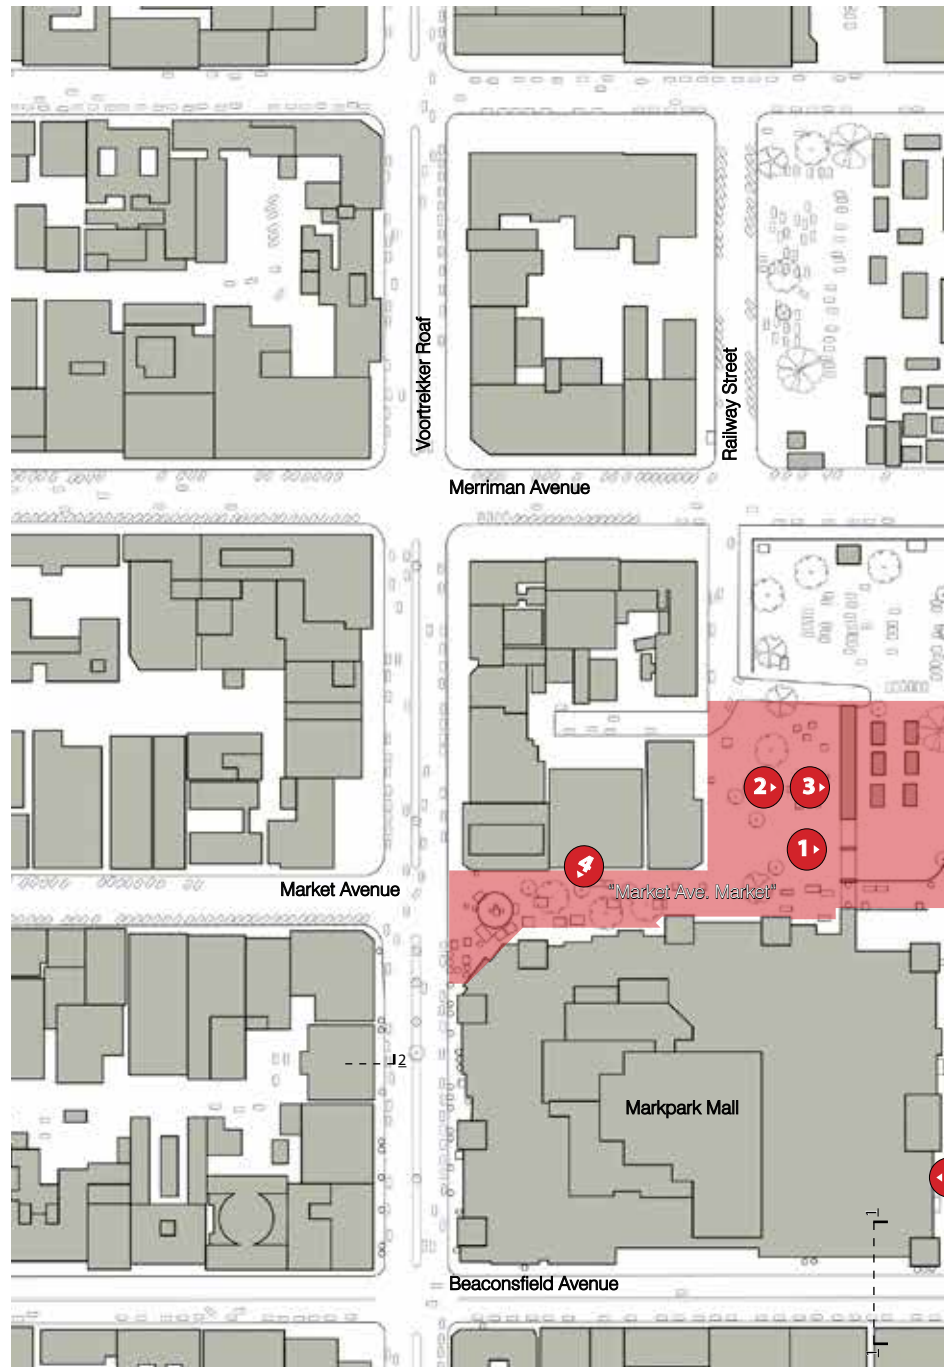 Voortrekker Roaf
Railway Street
Merriman Avenue
2
3
1
4
Market Avenue
"Market Ave. Market"
2
Markpark Mall
1
Beaconsfield Avenue
1